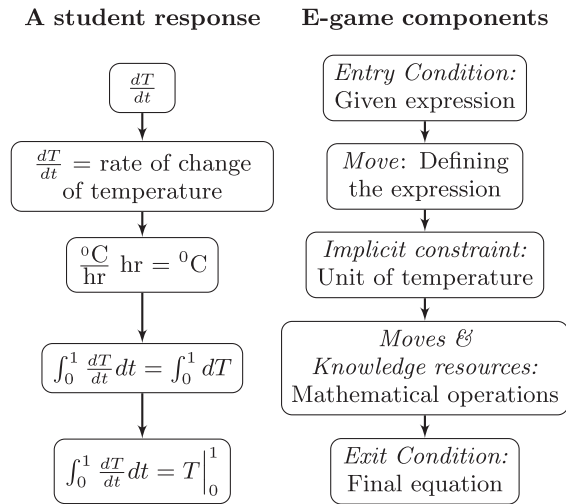 A student response
dT/dt
dT/dt = rate of change
of temperature
⁰C/hr hr = ⁰C
∫₀¹ dT/dt dt = ∫₀¹ dT
∫₀¹ dT/dt dt = T|₀¹
E-game components
Entry Condition:
Given expression
Move: Defining
the expression
Implicit constraint:
Unit of temperature
Moves &
Knowledge resources:
Mathematical operations
Exit Condition:
Final equation